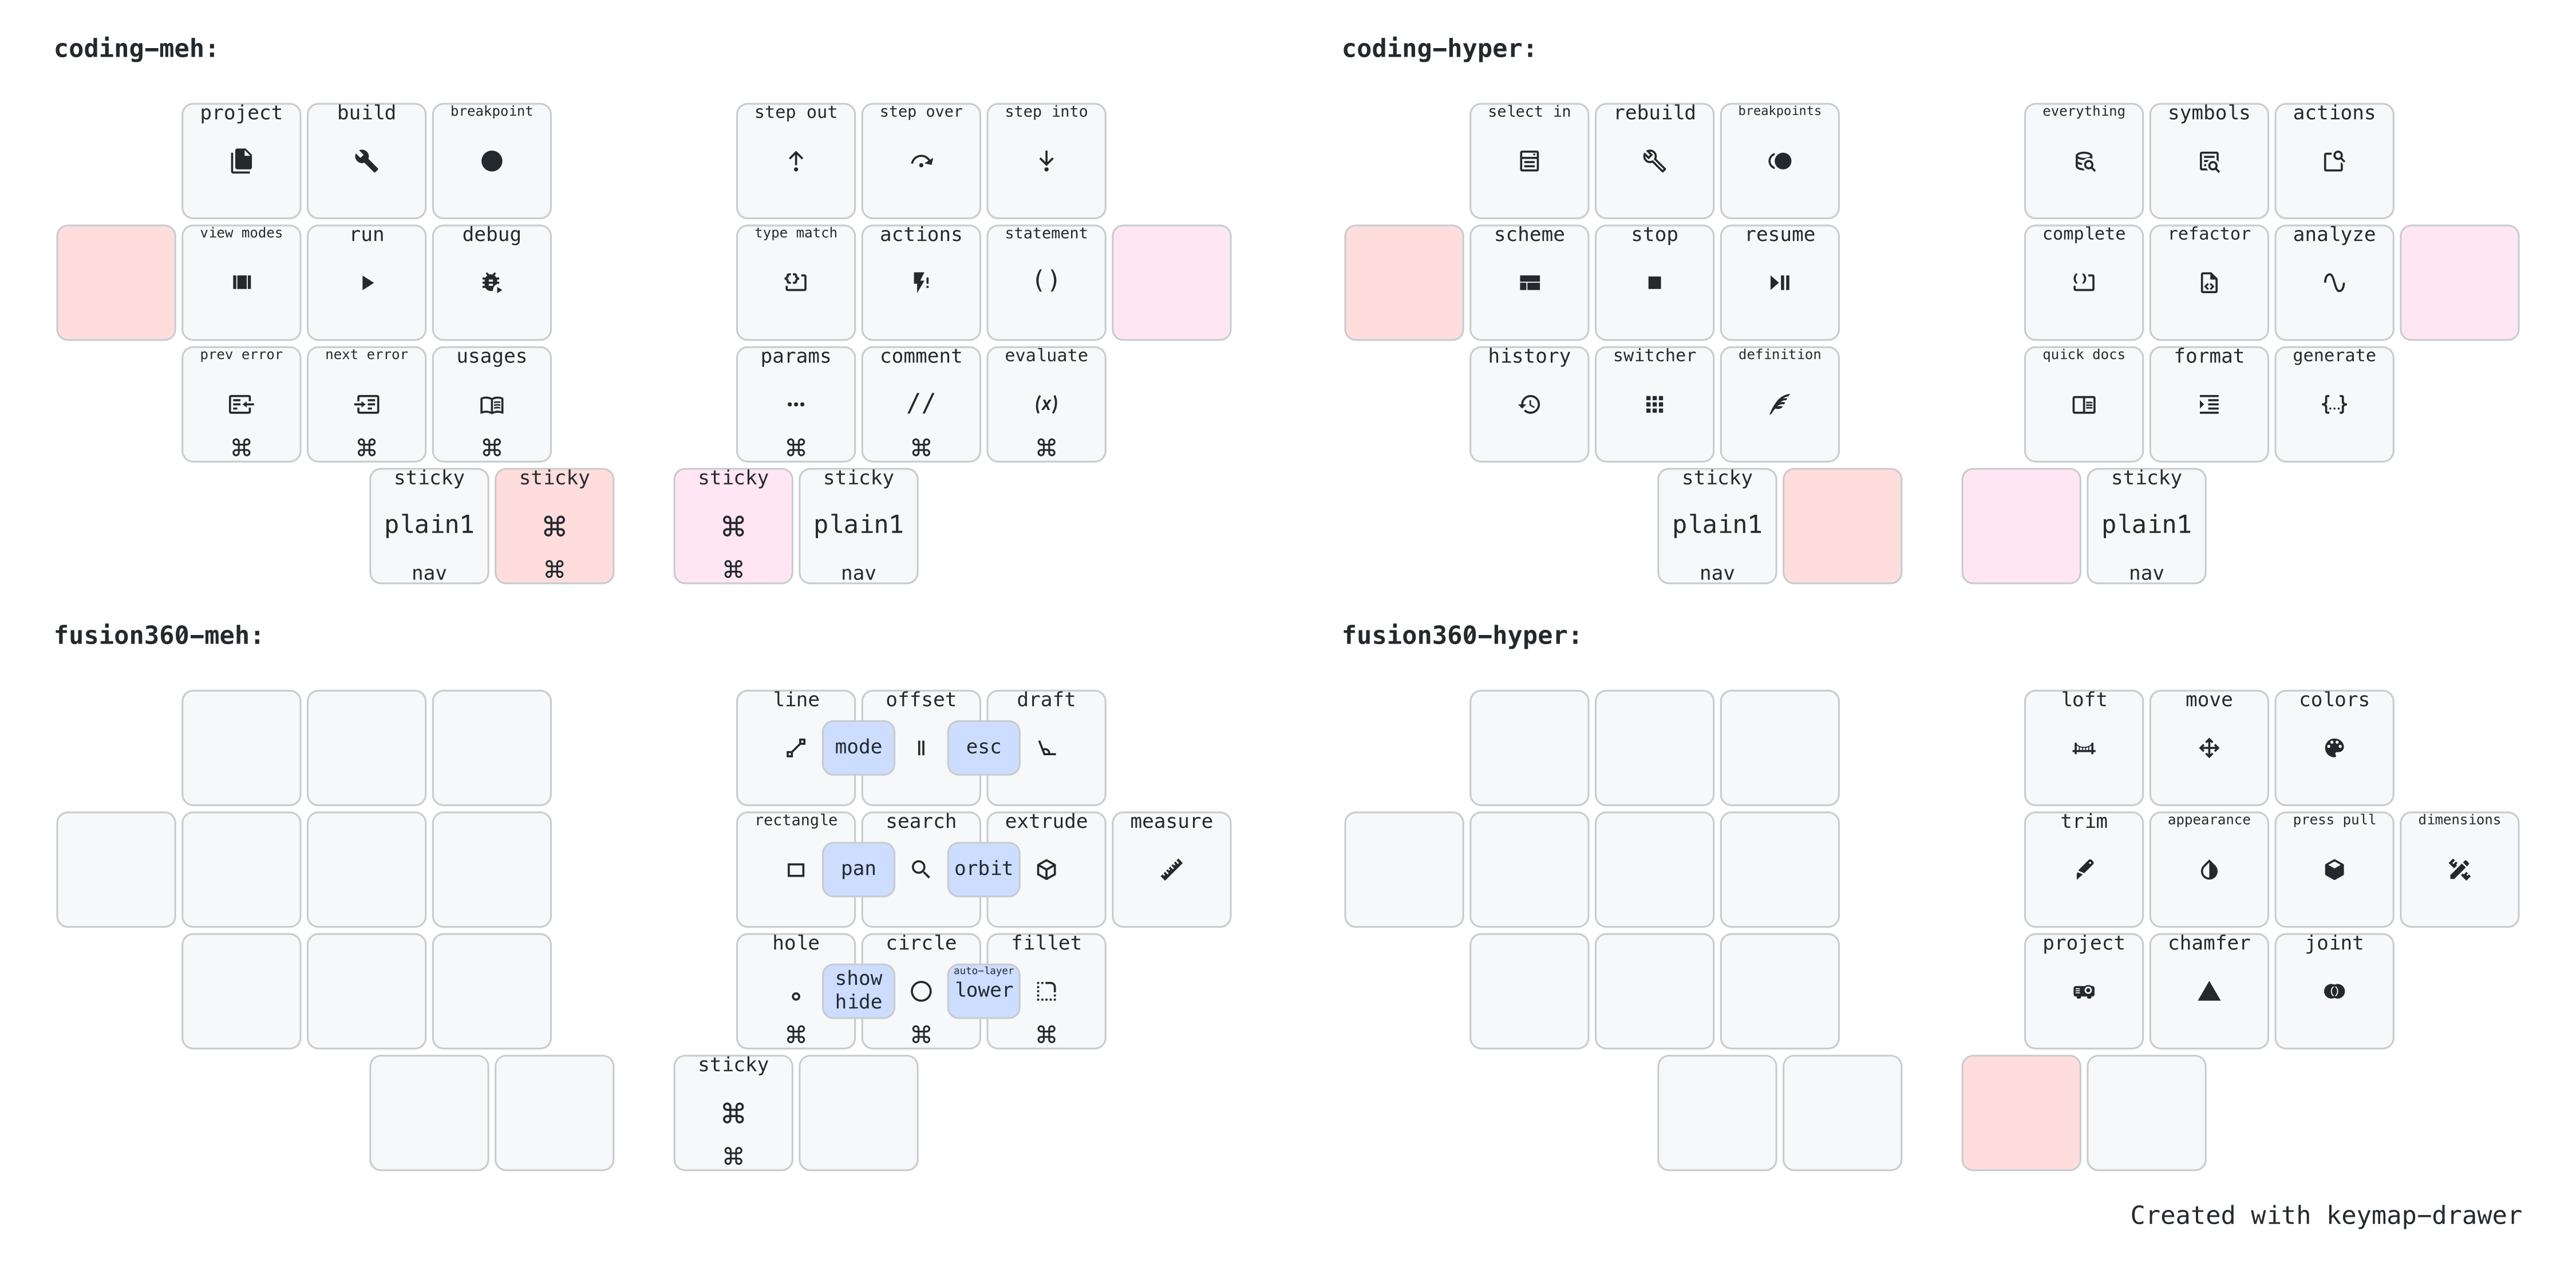 coding-meh:
project build breakpoint
step out step over step into
view modes run debug
type match actions statement
()
prev error next error usages
params comment evaluate
... // (x)
⌘ ⌘ ⌘
⌘ ⌘ ⌘
sticky sticky
plain1 ⌘
nav ⌘
sticky sticky
⌘ plain1
⌘ nav
coding-hyper:
select in rebuild breakpoints
everything symbols actions
scheme stop resume
complete refactor analyze
history switcher definition
quick docs format generate
{...}
sticky
plain1
nav
sticky
plain1
nav
fusion360-meh:
line offset draft
mode esc
rectangle search extrude measure
pan orbit
hole circle fillet
show
hide
auto-layer
lower
⌘ ⌘ ⌘
sticky
⌘
⌘
fusion360-hyper:
loft move colors
trim appearance press pull dimensions
project chamfer joint
Created with keymap-drawer